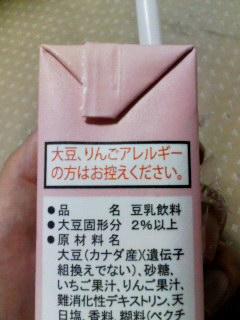 大豆、りんごアレルギー
の方はお控えください。
●品　　　名 豆乳飲料
●大豆固形分 2%以上
●原材料名
大豆(カナダ産)(遺伝子
組換えでない)、砂糖、
いちご果汁、りんご果汁、
難消化性デキストリン、天
日塩、香料、糊料(ペクチ